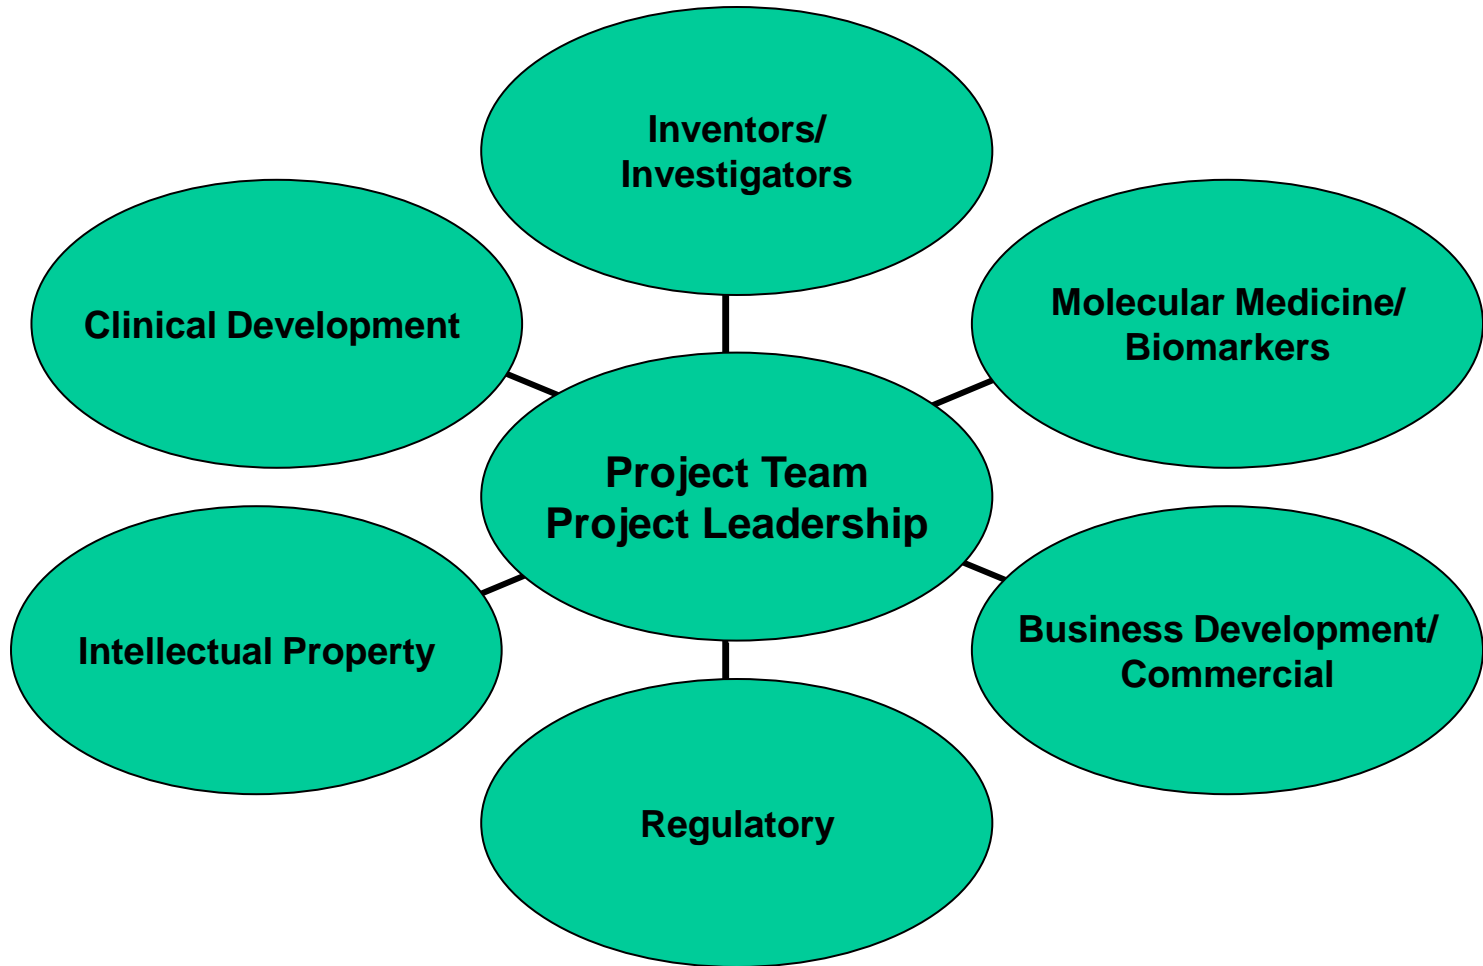 Inventors/
Investigators
Clinical Development
Molecular Medicine/
Biomarkers
Project Team
Project Leadership
Intellectual Property
Business Development/
Commercial
Regulatory